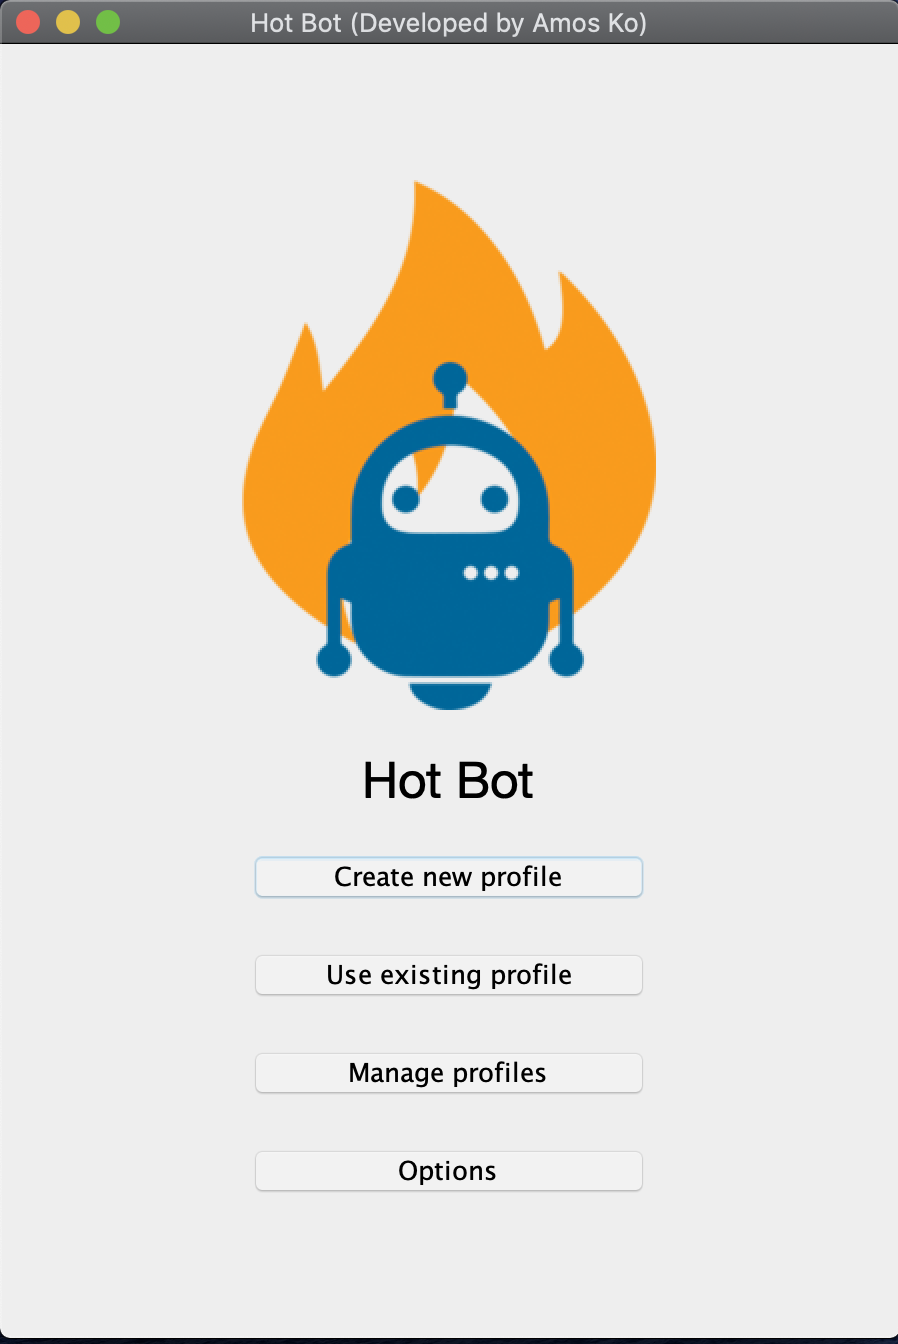 Hot Bot (Developed by Amos Ko)
Hot Bot
Create new profile
Use existing profile
Manage profiles
Options